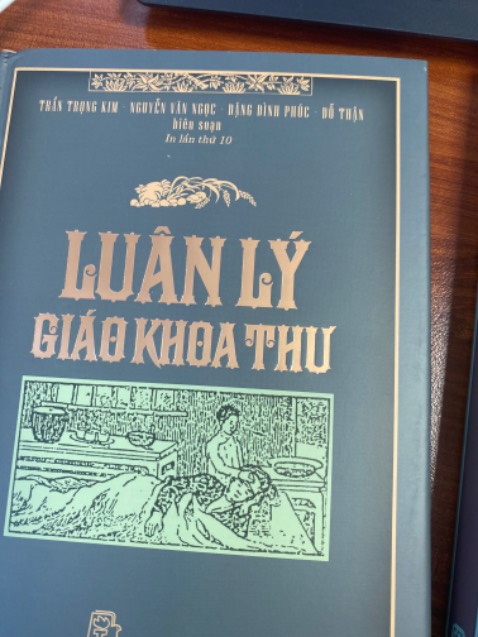 TRẦN TRỌNG KIM - NGUYỄN VĂN NGỌC - ĐẶNG ĐÌNH PHÚC - ĐỖ THẬN
biên soạn
In lần thứ 10
LUÂN LÝ
GIÁO KHOA THƯ